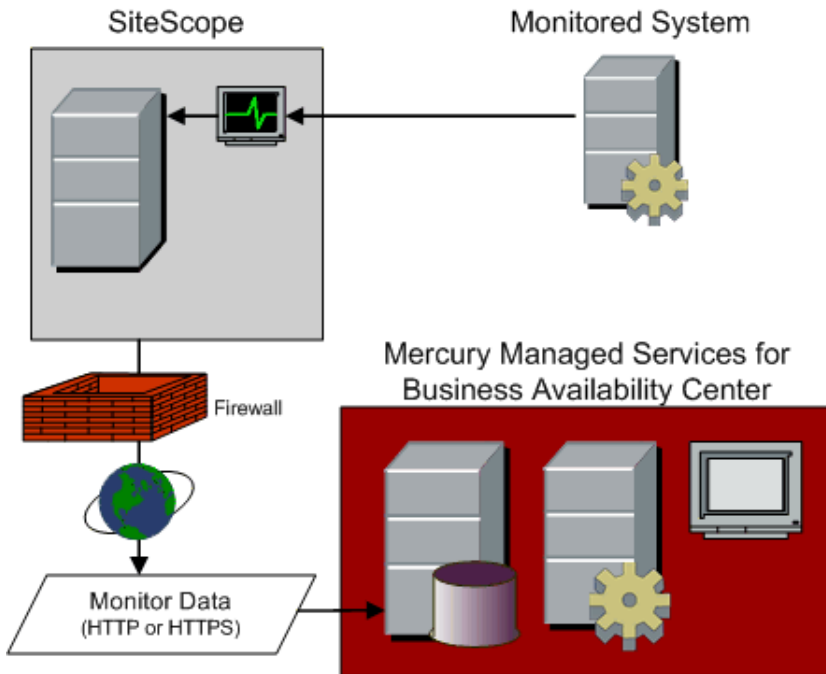 SiteScope
Monitored System
Mercury Managed Services for
Business Availability Center
Firewall
Monitor Data
(HTTP or HTTPS)